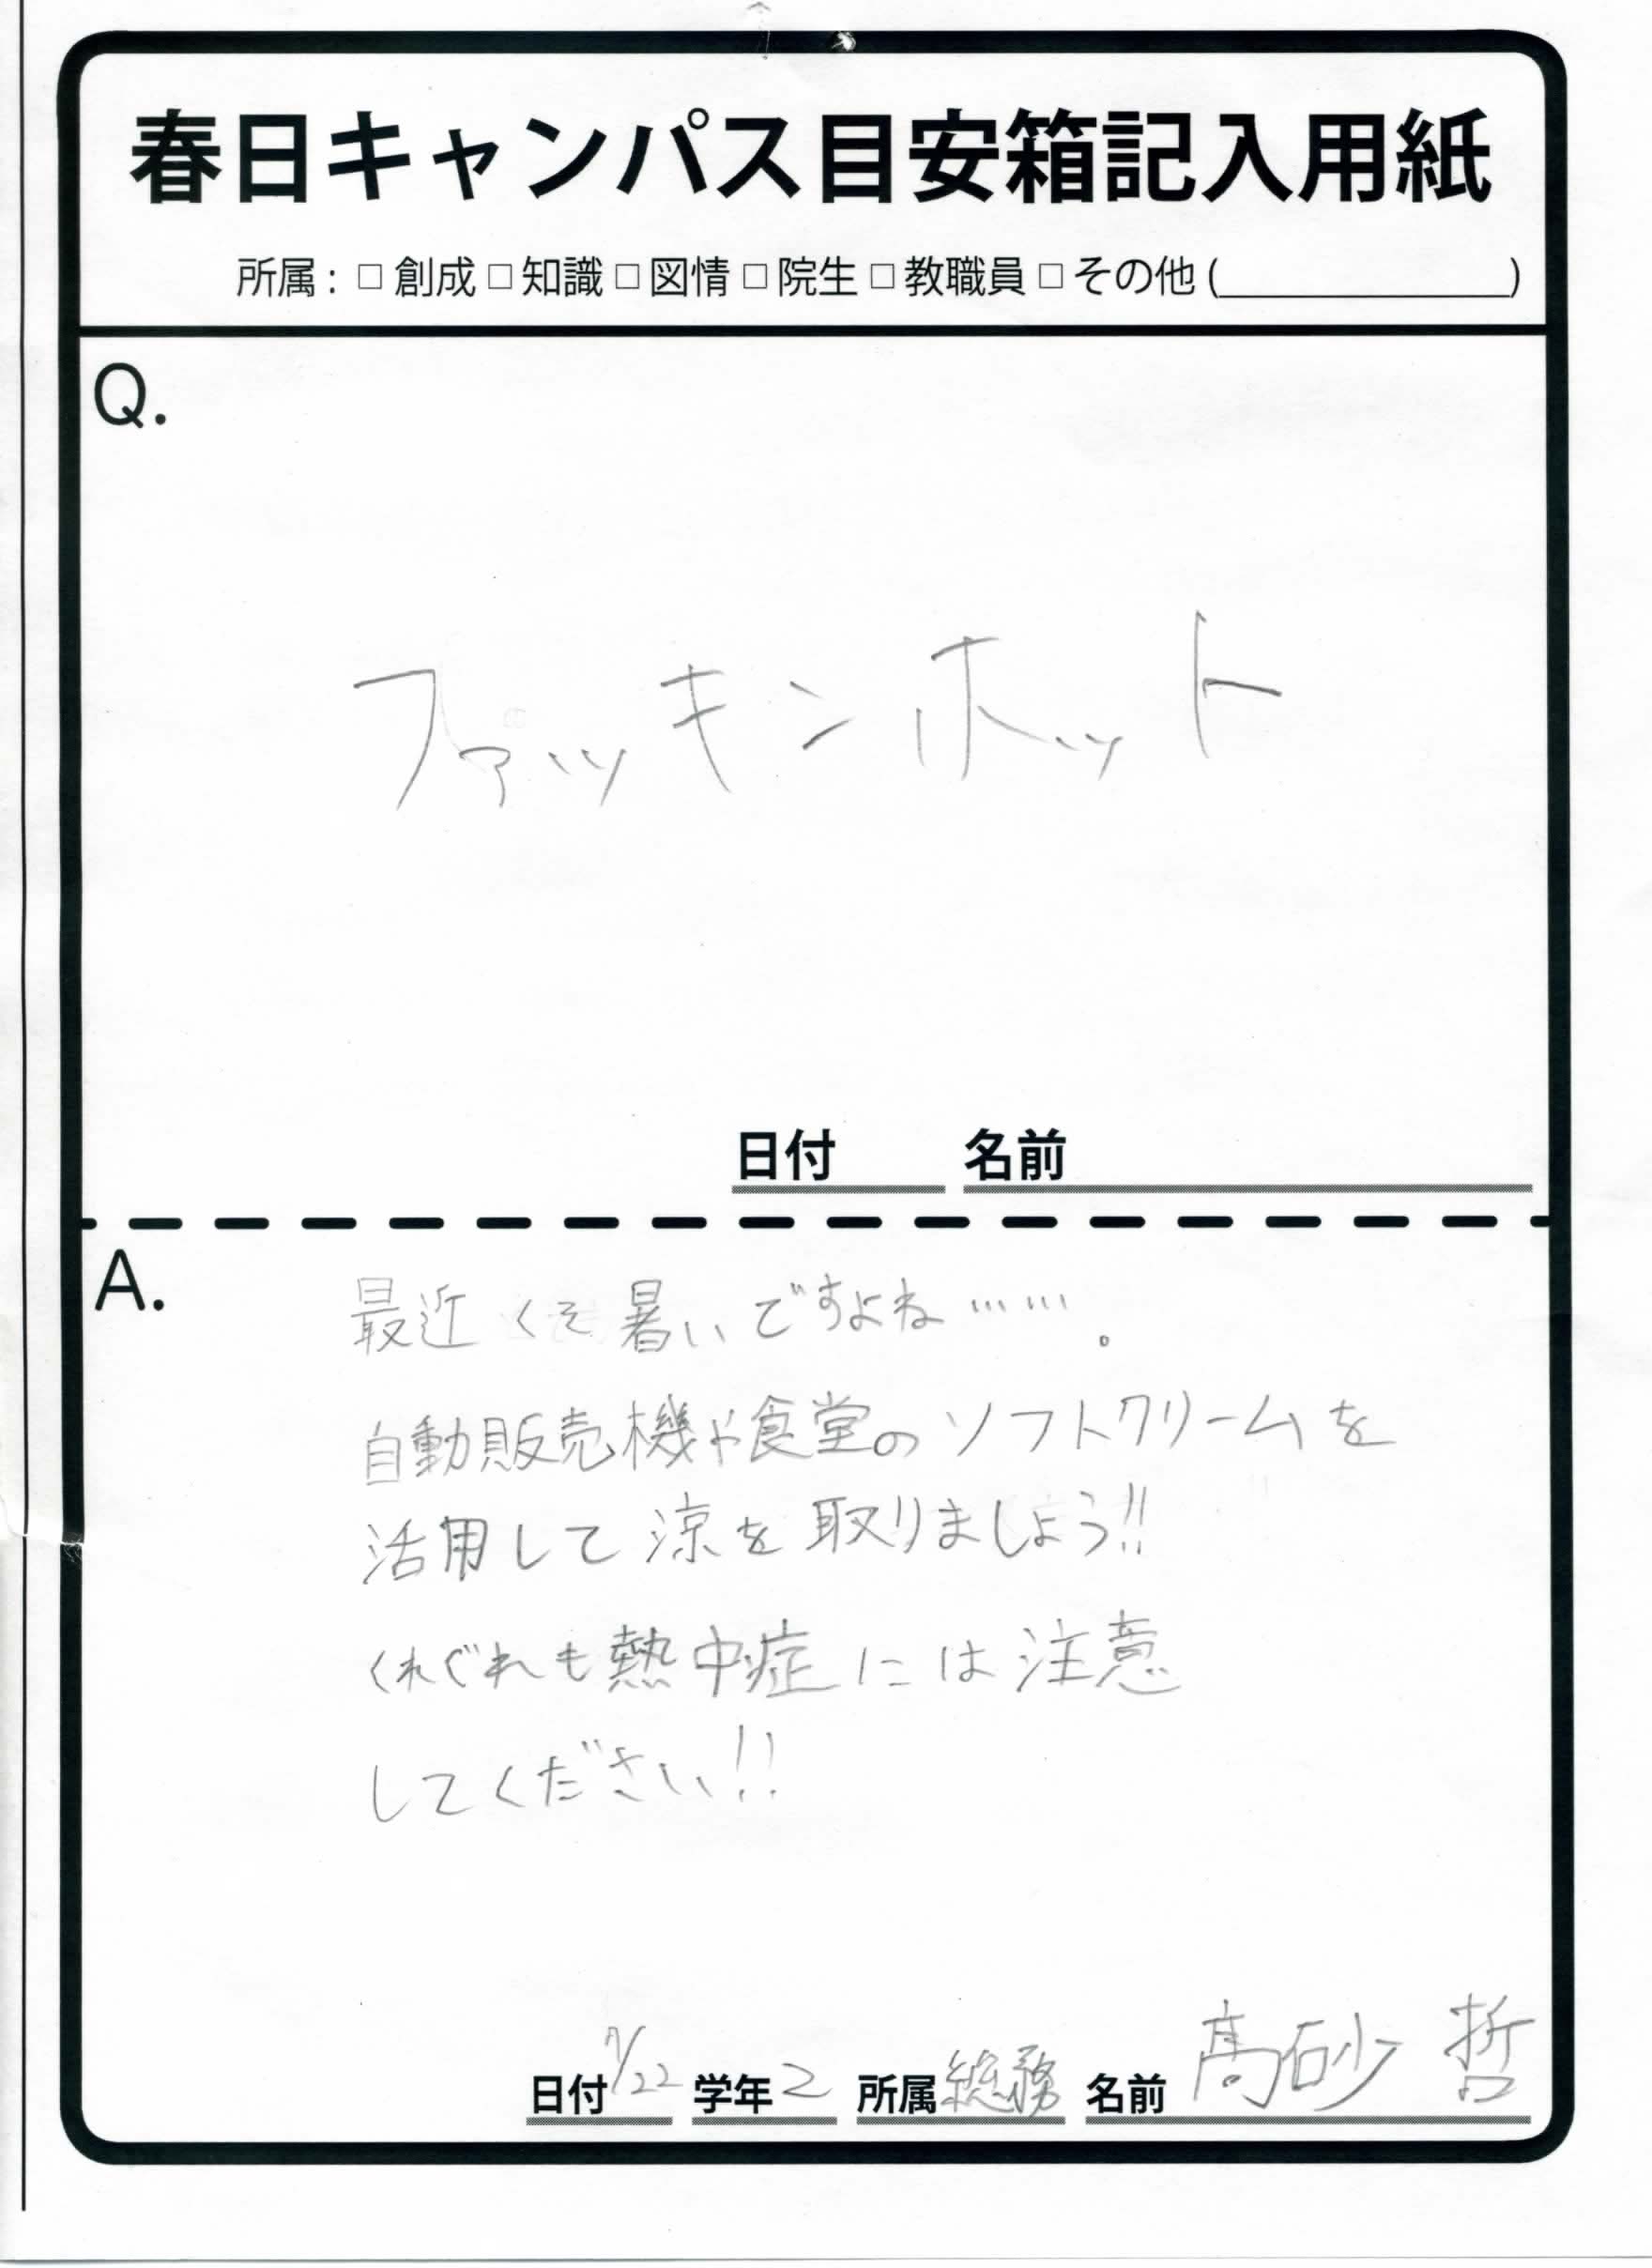 春日キャンパス目安箱記入用紙
所属：□ 創成 □ 知識 □ 図情 □ 院生 □ 教職員 □ その他 (＿＿＿＿＿＿)
Q.
ファッキンホット
日付 名前
A.
最近くそ暑いですよね……。
自動販売機や食堂のソフトクリームを
活用して涼を取りましょう!!
くれぐれも熱中症には注意
してください!!
日付 7/22 学年 2 所属 総務 名前 髙砂 哲